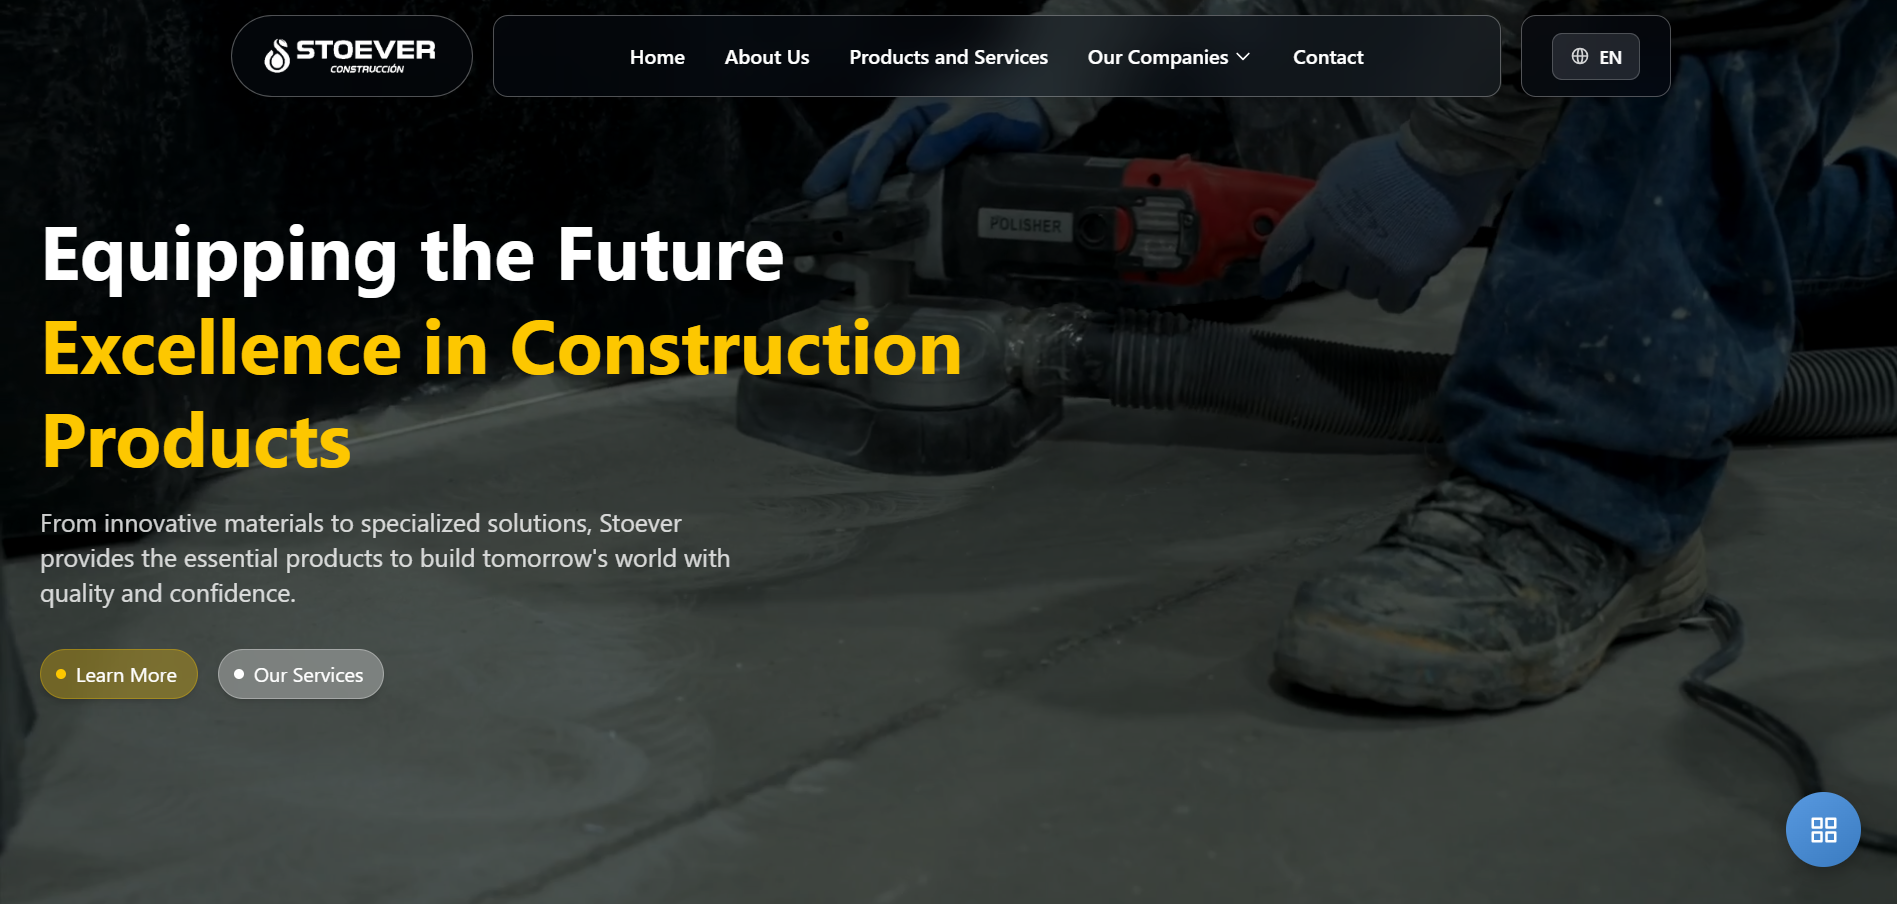 STOEVER
CONSTRUCCIÓN
Home About Us Products and Services Our Companies Contact
EN
POLISHER
Equipping the Future
Excellence in Construction
Products
From innovative materials to specialized solutions, Stoever
provides the essential products to build tomorrow's world with
quality and confidence.
Learn More
Our Services